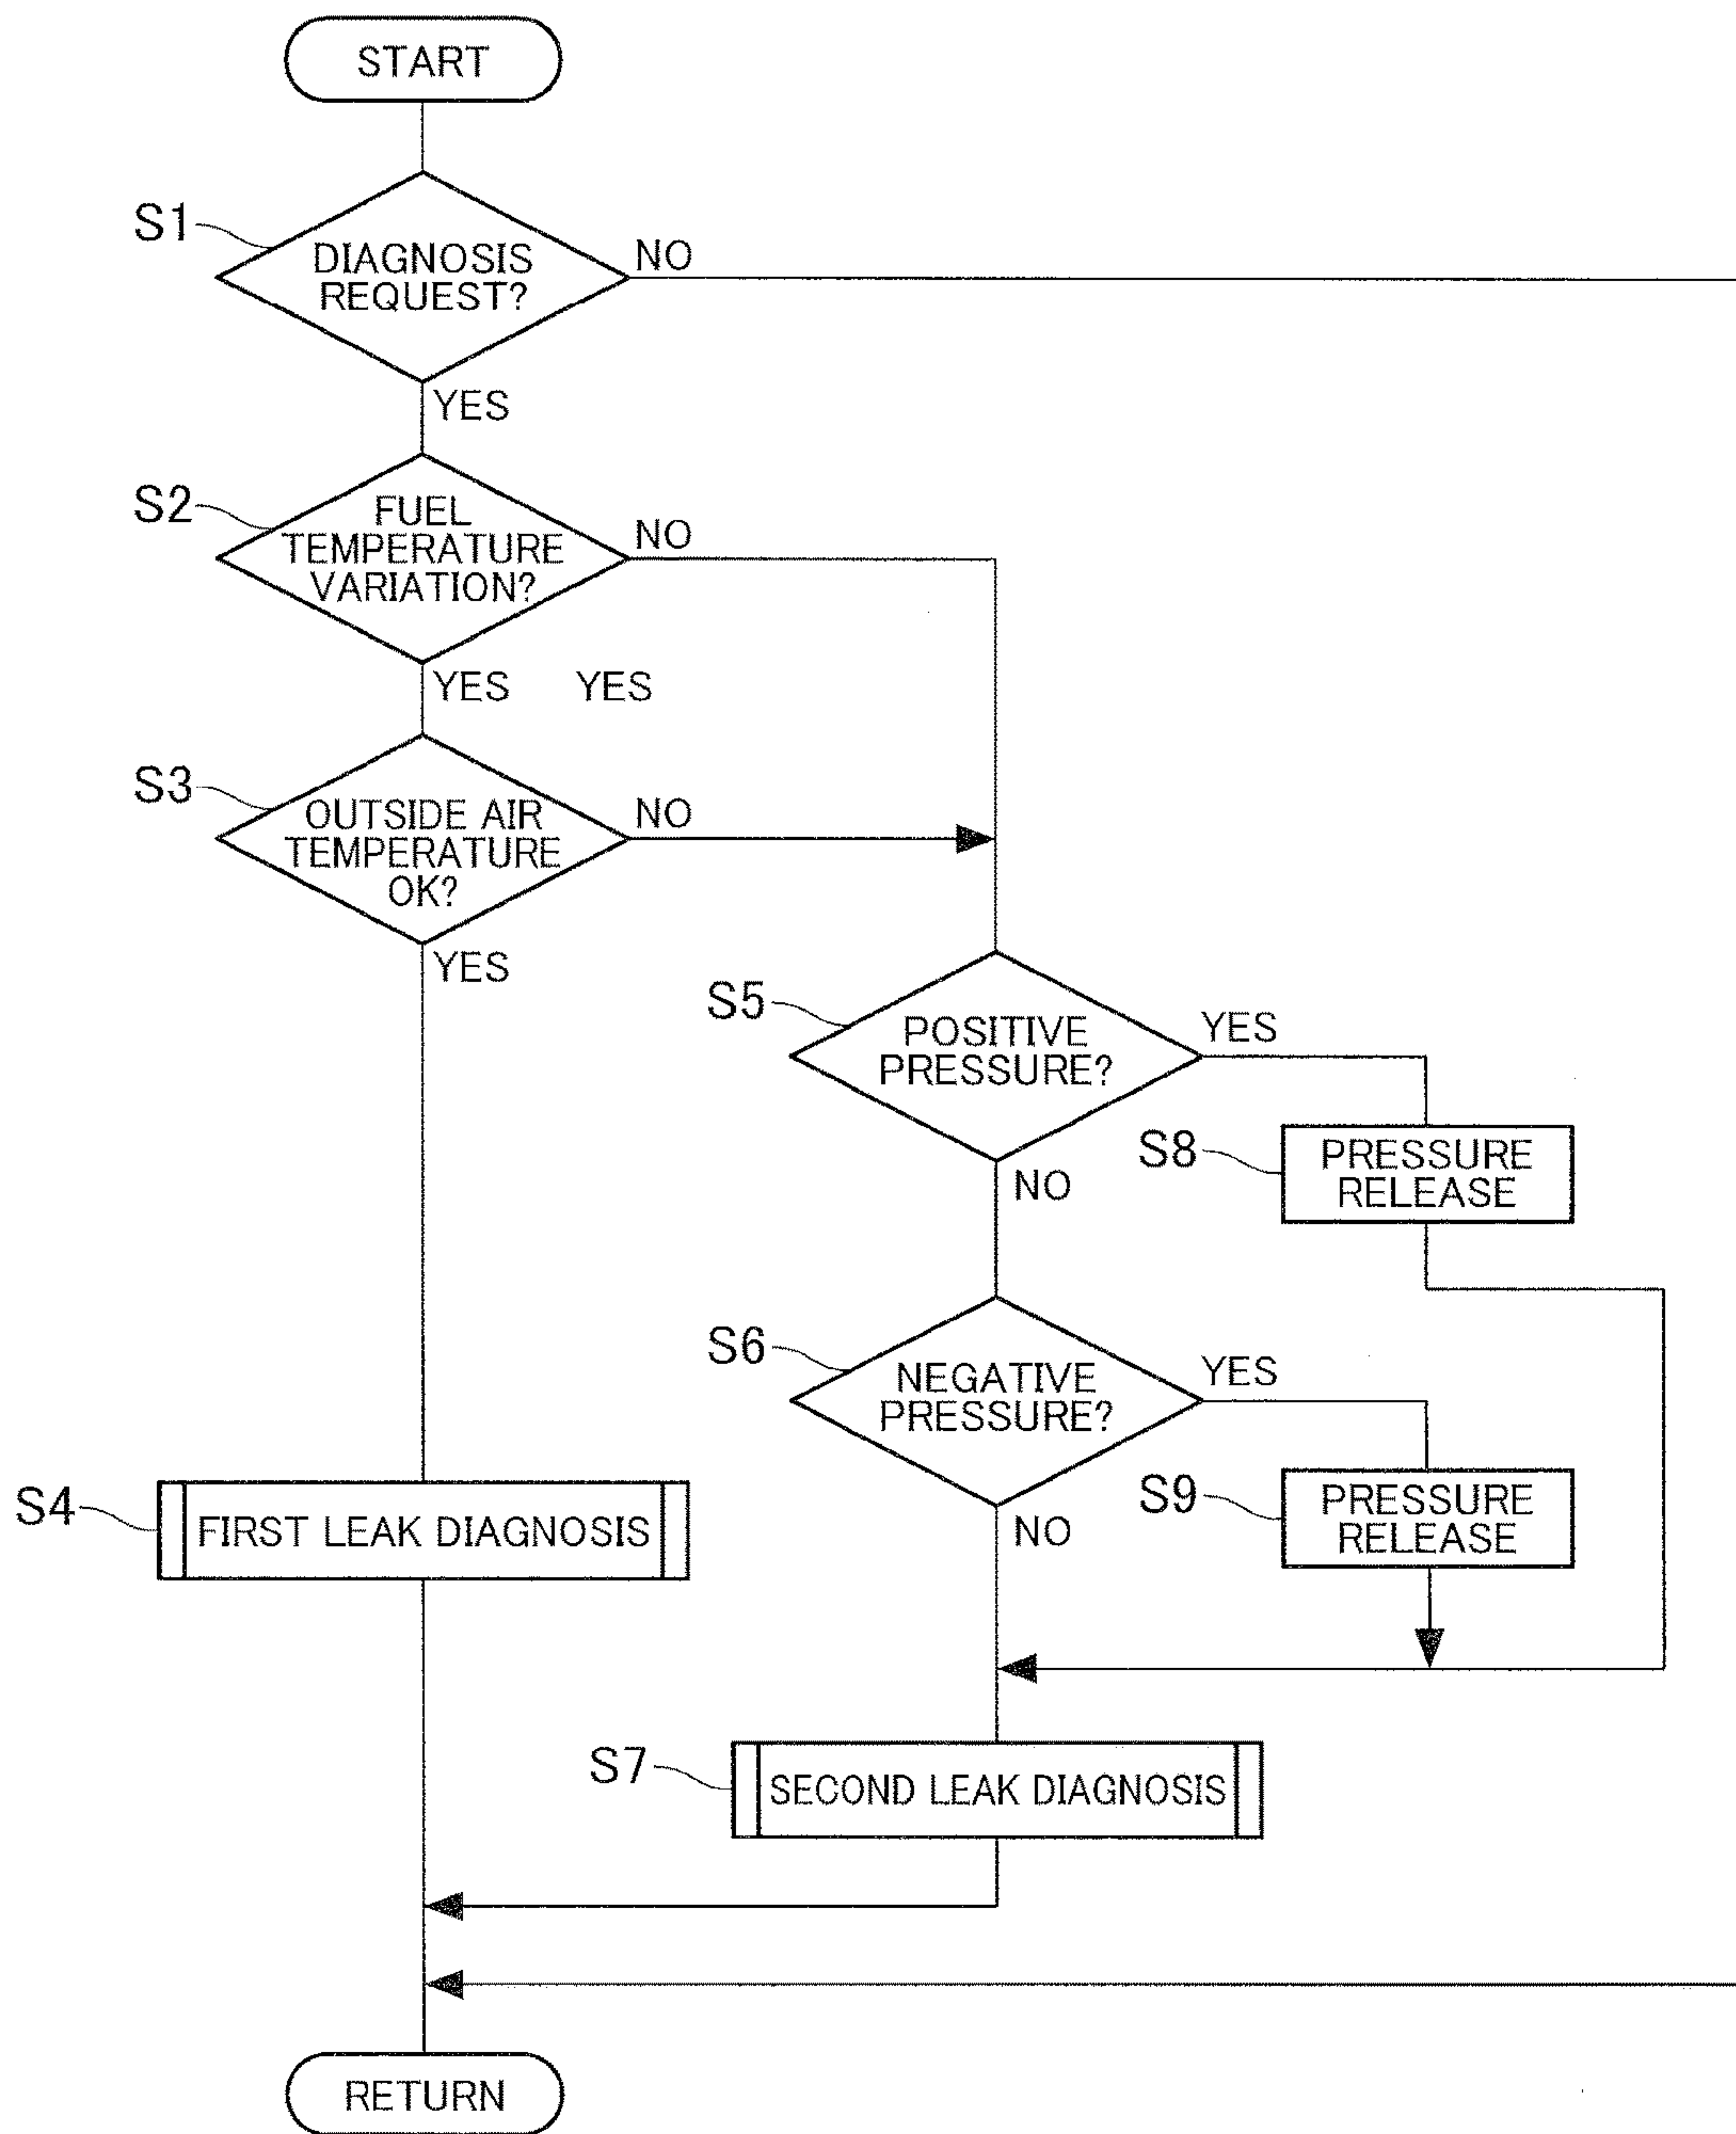 START
S1
DIAGNOSIS
REQUEST?
NO
YES
S2
FUEL
TEMPERATURE
VARIATION?
NO
YES
YES
S3
OUTSIDE AIR
TEMPERATURE
OK?
NO
YES
S5
POSITIVE
PRESSURE?
YES
NO
S8
PRESSURE
RELEASE
S6
NEGATIVE
PRESSURE?
YES
NO
S9
PRESSURE
RELEASE
S4
FIRST LEAK DIAGNOSIS
S7
SECOND LEAK DIAGNOSIS
RETURN